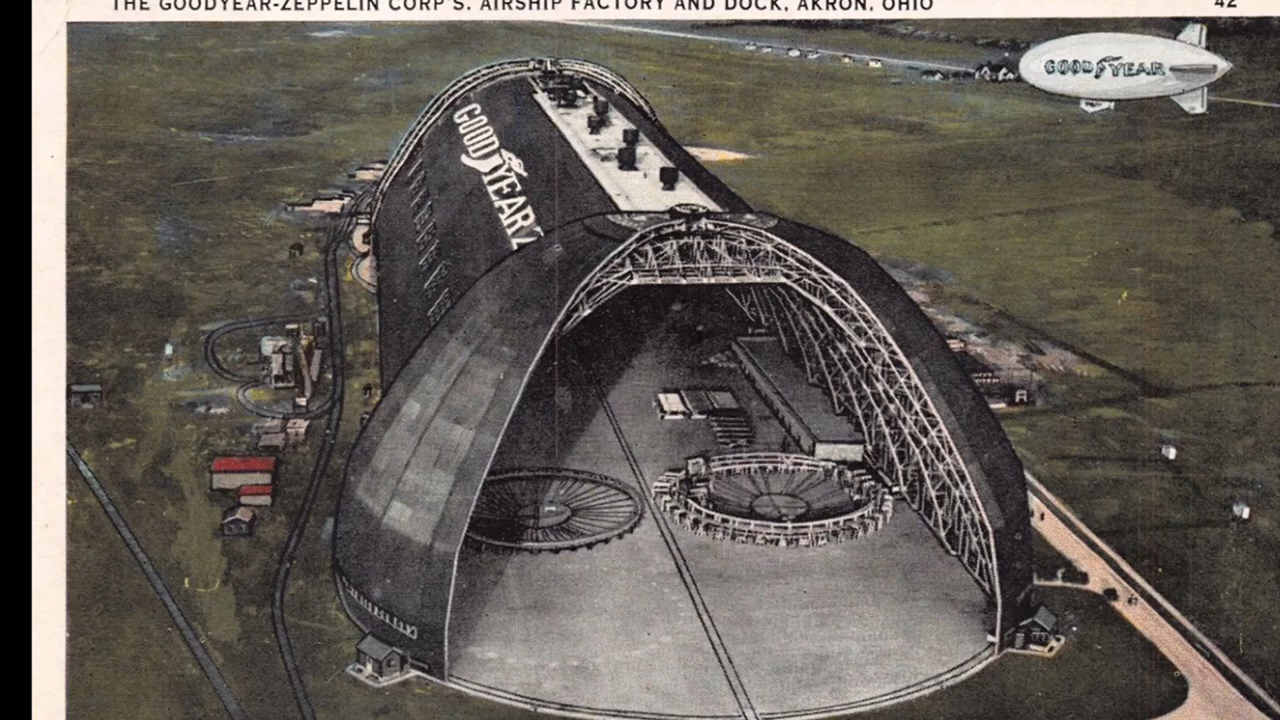 THE GOODYEAR-ZEPPELIN CORP'S. AIRSHIP FACTORY AND DOCK, AKRON, OHIO 42
GOODYEAR
GOODYEAR